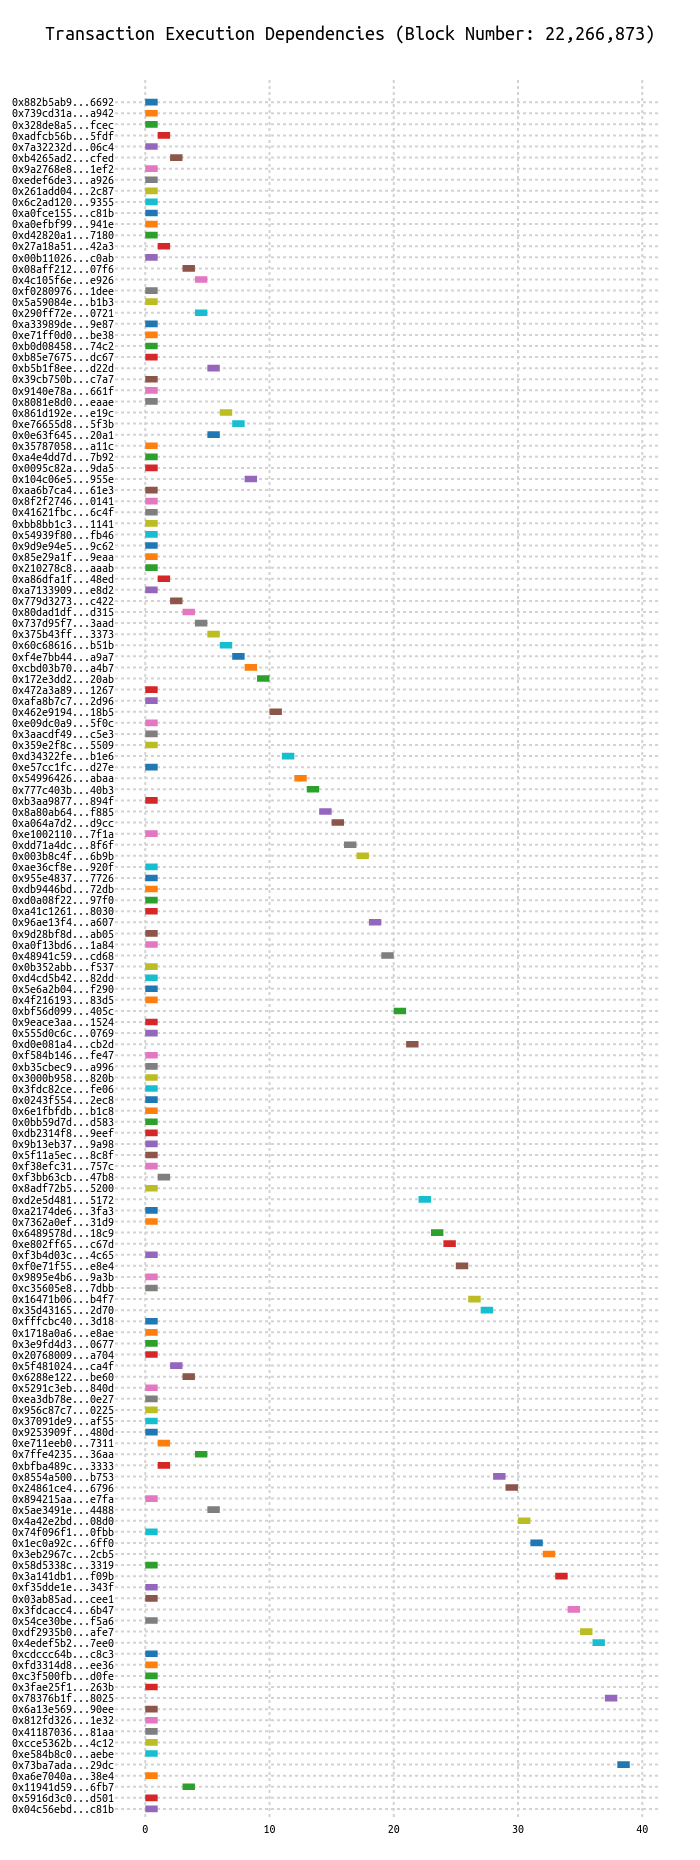 Transaction Execution Dependencies (Block Number: 22,266,873)
0x882b5ab9...6692
0x739cd31a...a942
0x328de8a5...fcec
0xadfcb56b...5fdf
0x7a32232d...06c4
0xb4265ad2...cfed
0x9a2768e8...1ef2
0xedef6de3...a926
0x261add04...2c87
0x6c2ad120...9355
0xa0fce155...c81b
0xa0efbf99...941e
0xd42820a1...7180
0x27a18a51...42a3
0x00b11026...c0ab
0x08aff212...07f6
0x4c105f6e...e926
0xf0280976...1dee
0x5a59084e...b1b3
0x290ff72e...0721
0xa33989de...9e87
0xe71ff0d0...be38
0xb0d08458...74c2
0xb85e7675...dc67
0xb5b1f8ee...d22d
0x39cb750b...c7a7
0x9140e78a...661f
0x8081e8d0...eaae
0x861d192e...e19c
0xe76655d8...5f3b
0x0e63f645...20a1
0x35787058...a11c
0xa4e4dd7d...7b92
0x0095c82a...9da5
0x104c06e5...955e
0xaa6b7ca4...61e3
0x8f2f2746...0141
0x41621fbc...6c4f
0xbb8bb1c3...1141
0x54939f80...fb46
0x9d9e94e5...9c62
0x85e29a1f...9eaa
0x210278c8...aaab
0xa86dfa1f...48ed
0xa7133909...e8d2
0x779d3273...c422
0x80dad1df...d315
0x737d95f7...3aad
0x375b43ff...3373
0x60c68616...b51b
0xf4e7bb44...a9a7
0xcbd03b70...a4b7
0x172e3dd2...20ab
0x472a3a89...1267
0xafa8b7c7...2d96
0x462e9194...18b5
0xe09dc0a9...5f0c
0x3aacdf49...c5e3
0x359e2f8c...5509
0xd34322fe...b1e6
0xe57cc1fc...d27e
0x54996426...abaa
0x777c403b...40b3
0xb3aa9877...894f
0x8a80ab64...f885
0xa064a7d2...d9cc
0xe1002110...7f1a
0xdd71a4dc...8f6f
0x003b8c4f...6b9b
0xae36cf8e...920f
0x955e4837...7726
0xdb9446bd...72db
0xd0a08f22...97f0
0xa41c1261...8030
0x96ae13f4...a607
0x9d28bf8d...ab05
0xa0f13bd6...1a84
0x48941c59...cd68
0x0b352abb...f537
0xd4cd5b42...82dd
0x5e6a2b04...f290
0x4f216193...83d5
0xbf56d099...405c
0x9eace3aa...1524
0x555d0c6c...0769
0xd0e081a4...cb2d
0xf584b146...fe47
0xb35cbec9...a996
0x3000b958...820b
0x3fdc82ce...fe06
0x0243f554...2ec8
0x6e1fbfdb...b1c8
0x0bb59d7d...d583
0xdb2314f8...9eef
0x9b13eb37...9a98
0x5f11a5ec...8c8f
0xf38efc31...757c
0xf3bb63cb...47b8
0x8adf72b5...5200
0xd2e5d481...5172
0xa2174de6...3fa3
0x7362a0ef...31d9
0x6489578d...18c9
0xe802ff65...c67d
0xf3b4d03c...4c65
0xf0e71f55...e8e4
0x9895e4b6...9a3b
0xc35605e8...7dbb
0x16471b06...b4f7
0x35d43165...2d70
0xfffcbc40...3d18
0x1718a0a6...e8ae
0x3e9fd4d3...0677
0x20768009...a704
0x5f481024...ca4f
0x6288e122...be60
0x5291c3eb...840d
0xea3db78e...0e27
0x956c87c7...0225
0x37091de9...af55
0x9253909f...480d
0xe711eeb0...7311
0x7ffe4235...36aa
0xbfba489c...3333
0x8554a500...b753
0x24861ce4...6796
0x894215aa...e7fa
0x5ae3491e...4488
0x4a42e2bd...08d0
0x74f096f1...0fbb
0x1ec0a92c...6ff0
0x3eb2967c...2cb5
0x58d5338c...3319
0x3a141db1...f09b
0xf35dde1e...343f
0x03ab85ad...cee1
0x3fdcacc4...6b47
0x54ce30be...f5a6
0xdf2935b0...afe7
0x4edef5b2...7ee0
0xcdccc64b...c8c3
0xfd3314d8...ee36
0xc3f500fb...d0fe
0x3fae25f1...263b
0x78376b1f...8025
0x6a13e569...90ee
0x812fd326...1e32
0x41187036...81aa
0xcce5362b...4c12
0xe584b8c0...aebe
0x73ba7ada...29dc
0xa6e7040a...38e4
0x11941d59...6fb7
0x5916d3c0...d501
0x04c56ebd...c81b
0 10 20 30 40